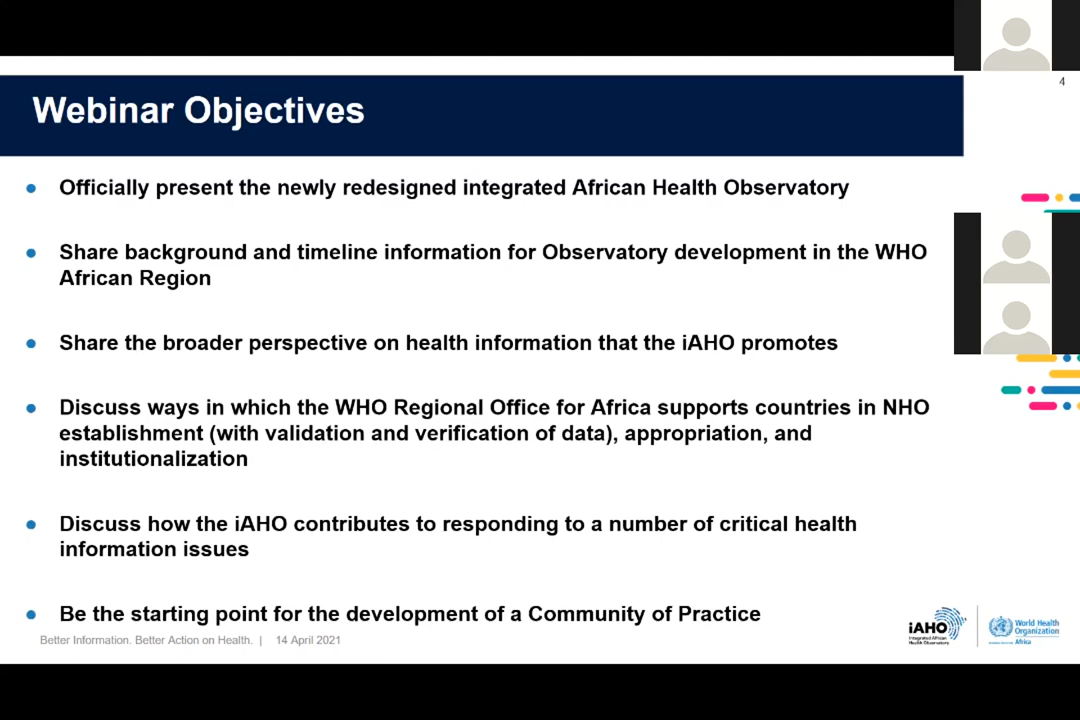 4
Webinar Objectives
● Officially present the newly redesigned integrated African Health Observatory
● Share background and timeline information for Observatory development in the WHO
African Region
● Share the broader perspective on health information that the iAHO promotes
● Discuss ways in which the WHO Regional Office for Africa supports countries in NHO
establishment (with validation and verification of data), appropriation, and
institutionalization
● Discuss how the iAHO contributes to responding to a number of critical health
information issues
● Be the starting point for the development of a Community of Practice
Better Information. Better Action on Health. | 14 April 2021
iAHO
Integrated African
Health Observatory
World Health
Organization
Africa